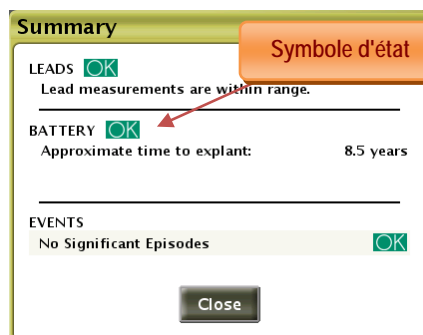 Summary
Symbole d'état
LEADS OK
Lead measurements are within range.
BATTERY OK
Approximate time to explant: 8.5 years
EVENTS
No Significant Episodes OK
Close